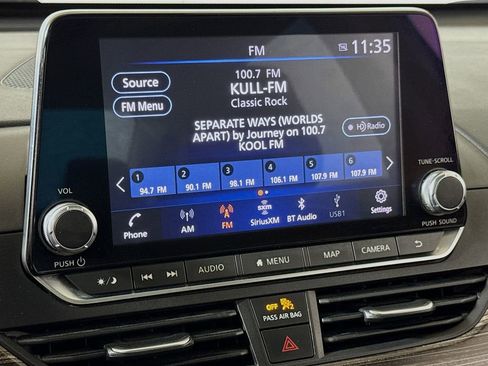 FM
11:35
Source
100.7 FM
KULL-FM
Classic Rock
FM Menu
SEPARATE WAYS (WORLDS
APART) by Journey on 100.7
KOOL FM
HD Radio
1 2 3 4 5 6
94.7 FM 90.1 FM 98.1 FM 106.1 FM 107.9 FM 107.9 FM
TUNE·SCROLL
VOL
Phone
AM
FM
sxm
SiriusXM
BT Audio
USB1
Settings
PUSH
PUSH SOUND
AUDIO
MENU
MAP
CAMERA
OFF 2
PASS AIR BAG